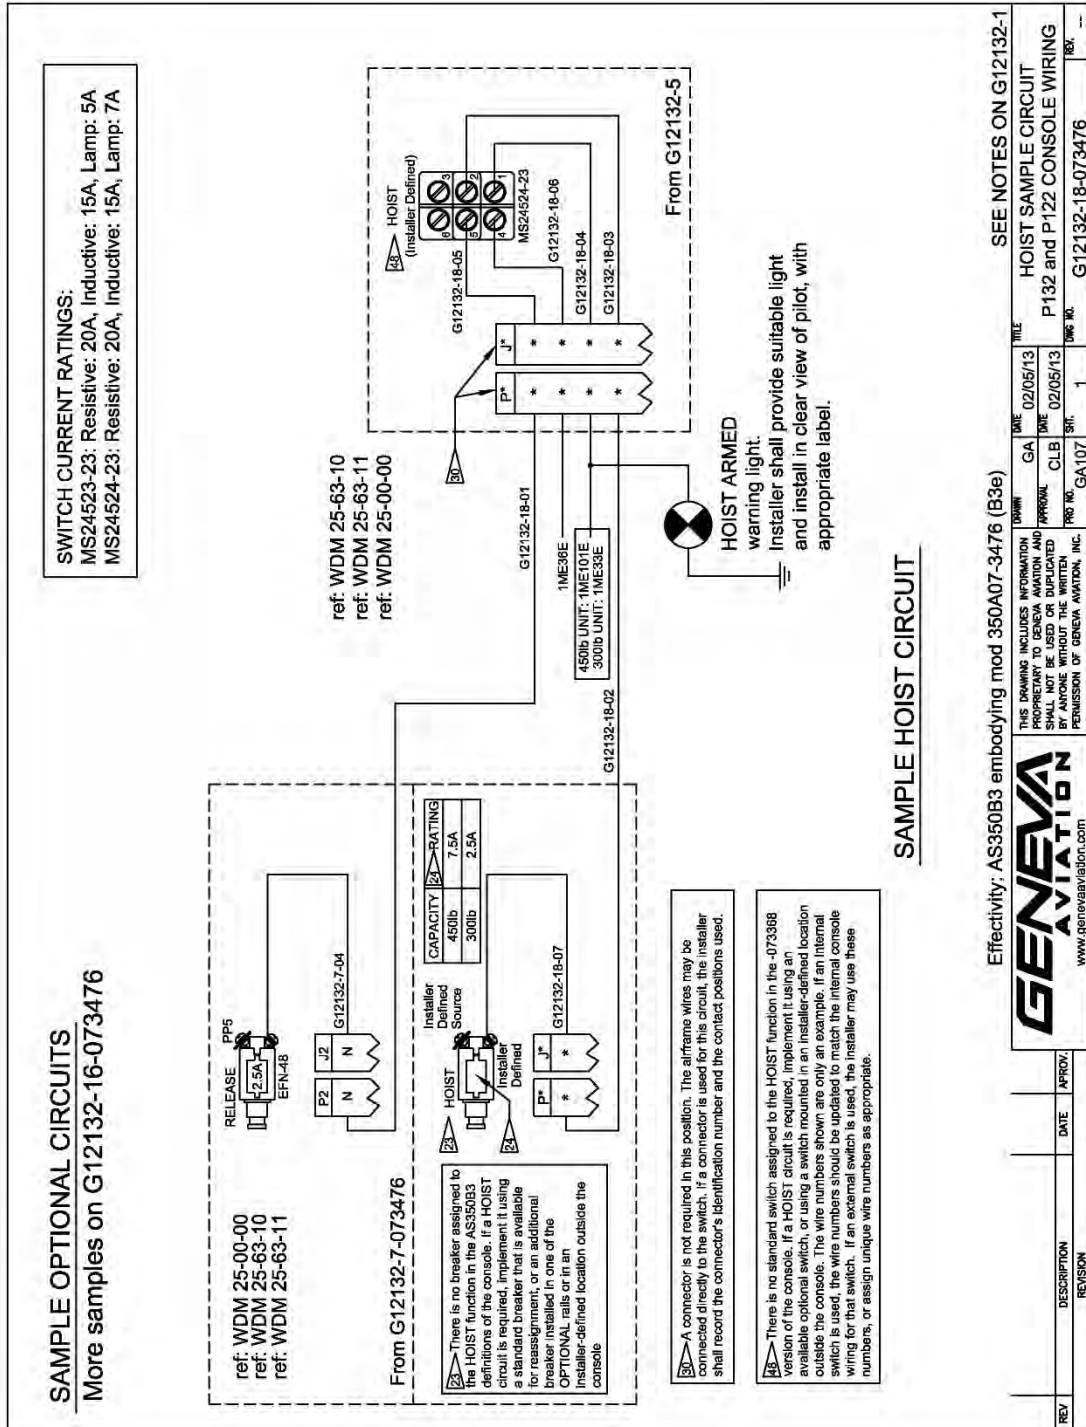 SAMPLE OPTIONAL CIRCUITS
More samples on G12132-16-073476
SWITCH CURRENT RATINGS:
MS24523-23: Resistive: 20A, Inductive: 15A, Lamp: 5A
MS24524-23: Resistive: 20A, Inductive: 15A, Lamp: 7A
ref: WDM 25-00-00
ref: WDM 25-63-10
ref: WDM 25-63-11
RELEASE
PP5
2.5A
EFN-48
P2
J2
N
N
G12132-7-04
From G12132-7-073476
23
There is no breaker assigned to
the HOIST function in the AS350B3
definitions of the console. If a HOIST
circuit is required, implement it using
a standard breaker that is available
for reassignment, or an additional
breaker installed in one of the
OPTIONAL rails or in an
installer-defined location outside the
console
23
HOIST
Installer
Defined
Source
24
Installer
Defined
P*
J*
*
*
G12132-18-07
CAPACITY
24
RATING
450lb
7.5A
300lb
2.5A
ref: WDM 25-63-10
ref: WDM 25-63-11
ref: WDM 25-00-00
30
G12132-18-01
1ME36E
450lb UNIT: 1ME101E
300lb UNIT: 1ME33E
G12132-18-02
P*
J*
*
*
*
*
*
*
*
*
48
HOIST
(Installer Defined)
6
3
5
2
4
1
MS24524-23
G12132-18-05
G12132-18-06
G12132-18-04
G12132-18-03
From G12132-5
HOIST ARMED
warning light.
Installer shall provide suitable light
and install in clear view of pilot, with
appropriate label.
30
A connector is not required in this position. The airframe wires may be
connected directly to the switch. If a connector is used for this circuit, the installer
shall record the connector's identification number and the contact positions used.
48
There is no standard switch assigned to the HOIST function in the -073368
version of the console. If a HOIST circuit is required, implement it using an
available optional switch, or using a switch mounted in an installer-defined location
outside the console. The wire numbers shown are only an example. If an internal
switch is used, the wire numbers should be updated to match the internal console
wiring for that switch. If an external switch is used, the installer may use these
numbers, or assign unique wire numbers as appropriate.
SAMPLE HOIST CIRCUIT
Effectivity: AS350B3 embodying mod 350A07-3476 (B3e)
SEE NOTES ON G12132-1
REV
DESCRIPTION
DATE
APROV.
REVISION
GENEVA
AVIATION
www.genevaaviation.com
THIS DRAWING INCLUDES INFORMATION
PROPRIETARY TO GENEVA AVIATION AND
SHALL NOT BE USED OR DUPLICATED
BY ANYONE WITHOUT THE WRITTEN
PERMISSION OF GENEVA AVIATION, INC.
DRAWN
GA
DATE
02/05/13
APPROVAL
CLB
DATE
02/05/13
PRO NO.
GA107
SHT.
1
TITLE
HOIST SAMPLE CIRCUIT
P132 and P122 CONSOLE WIRING
DWG NO.
G12132-18-073476
REV.
--